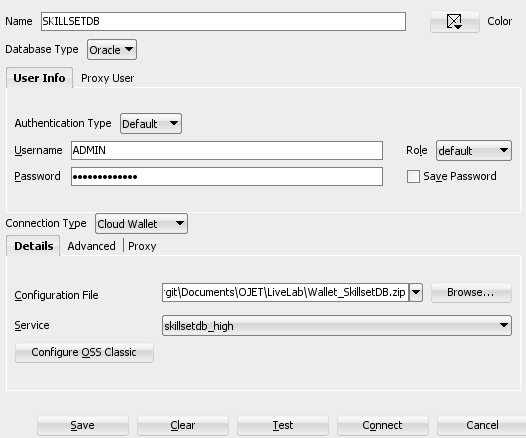 Name SKILLSETDB Color
Database Type Oracle
User Info Proxy User
Authentication Type Default
Username ADMIN Role default
Password ••••••••••••• Save Password
Connection Type Cloud Wallet
Details Advanced Proxy
Configuration File rgit\Documents\OJET\LiveLab\Wallet_SkillsetDB.zip Browse...
Service skillsetdb_high
Configure OSS Classic
Save Clear Test Connect Cancel